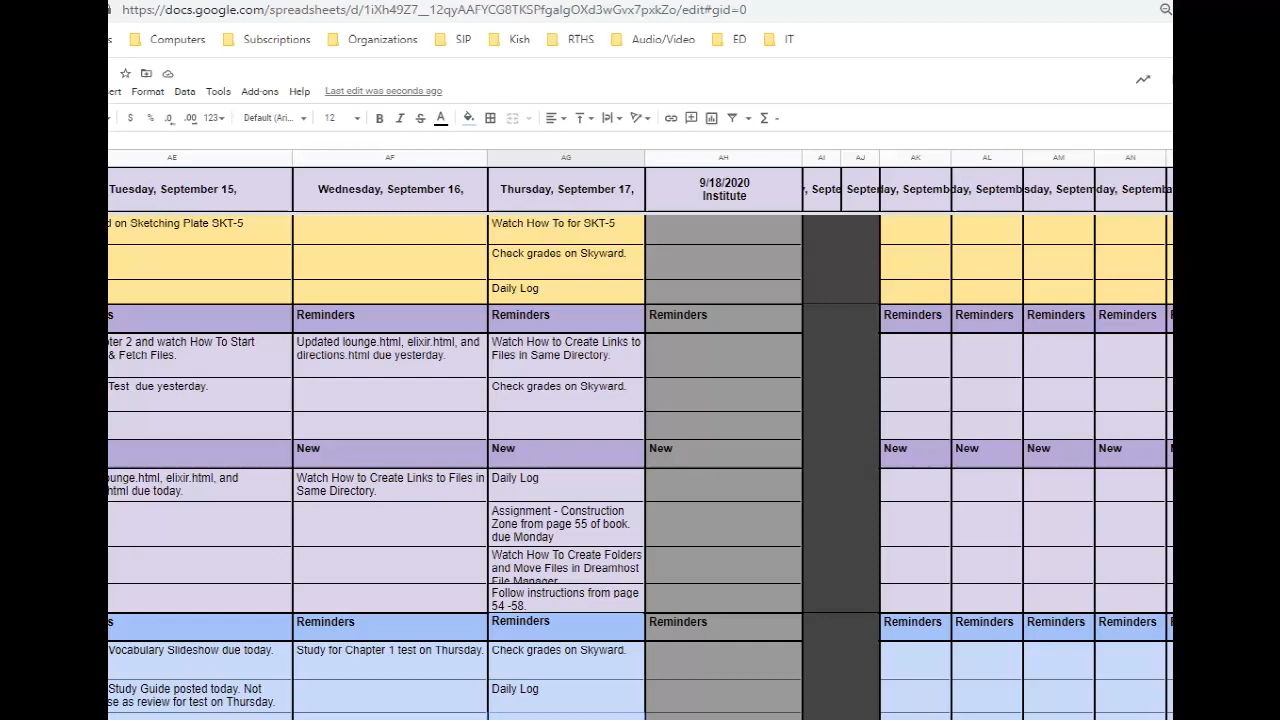 https://docs.google.com/spreadsheets/d/1iXh49Z7__12qyAAFYCG8TKSPfgalgOXd3wGvx7pxkZo/edit#gid=0
Computers Subscriptions Organizations SIP Kish RTHS Audio/Video ED IT
Format Data Tools Add-ons Help Last edit was seconds ago
$ % .0 .00 123 Default (Ari... 12 B I S A
AE AF AG AH AI AJ AK AL AM AN
Tuesday, September 15, Wednesday, September 16, Thursday, September 17, 9/18/2020
Institute
d on Sketching Plate SKT-5 Watch How To for SKT-5
Check grades on Skyward.
Daily Log
Reminders Reminders Reminders Reminders Reminders Reminders Reminders
ter 2 and watch How To Start Updated lounge.html, elixir.html, and Watch How to Create Links to
& Fetch Files. directions.html due yesterday. Files in Same Directory.
Test due yesterday. Check grades on Skyward.
New New New New New New New
unge.html, elixir.html, and Watch How to Create Links to Files in Daily Log
html due today. Same Directory.
Assignment - Construction
Zone from page 55 of book.
due Monday
Watch How To Create Folders
and Move Files in Dreamhost
File Manager
Follow instructions from page
54 -58.
Reminders Reminders Reminders Reminders Reminders Reminders Reminders
Vocabulary Slideshow due today. Study for Chapter 1 test on Thursday. Check grades on Skyward.
Study Guide posted today. Not Daily Log
se as review for test on Thursday.